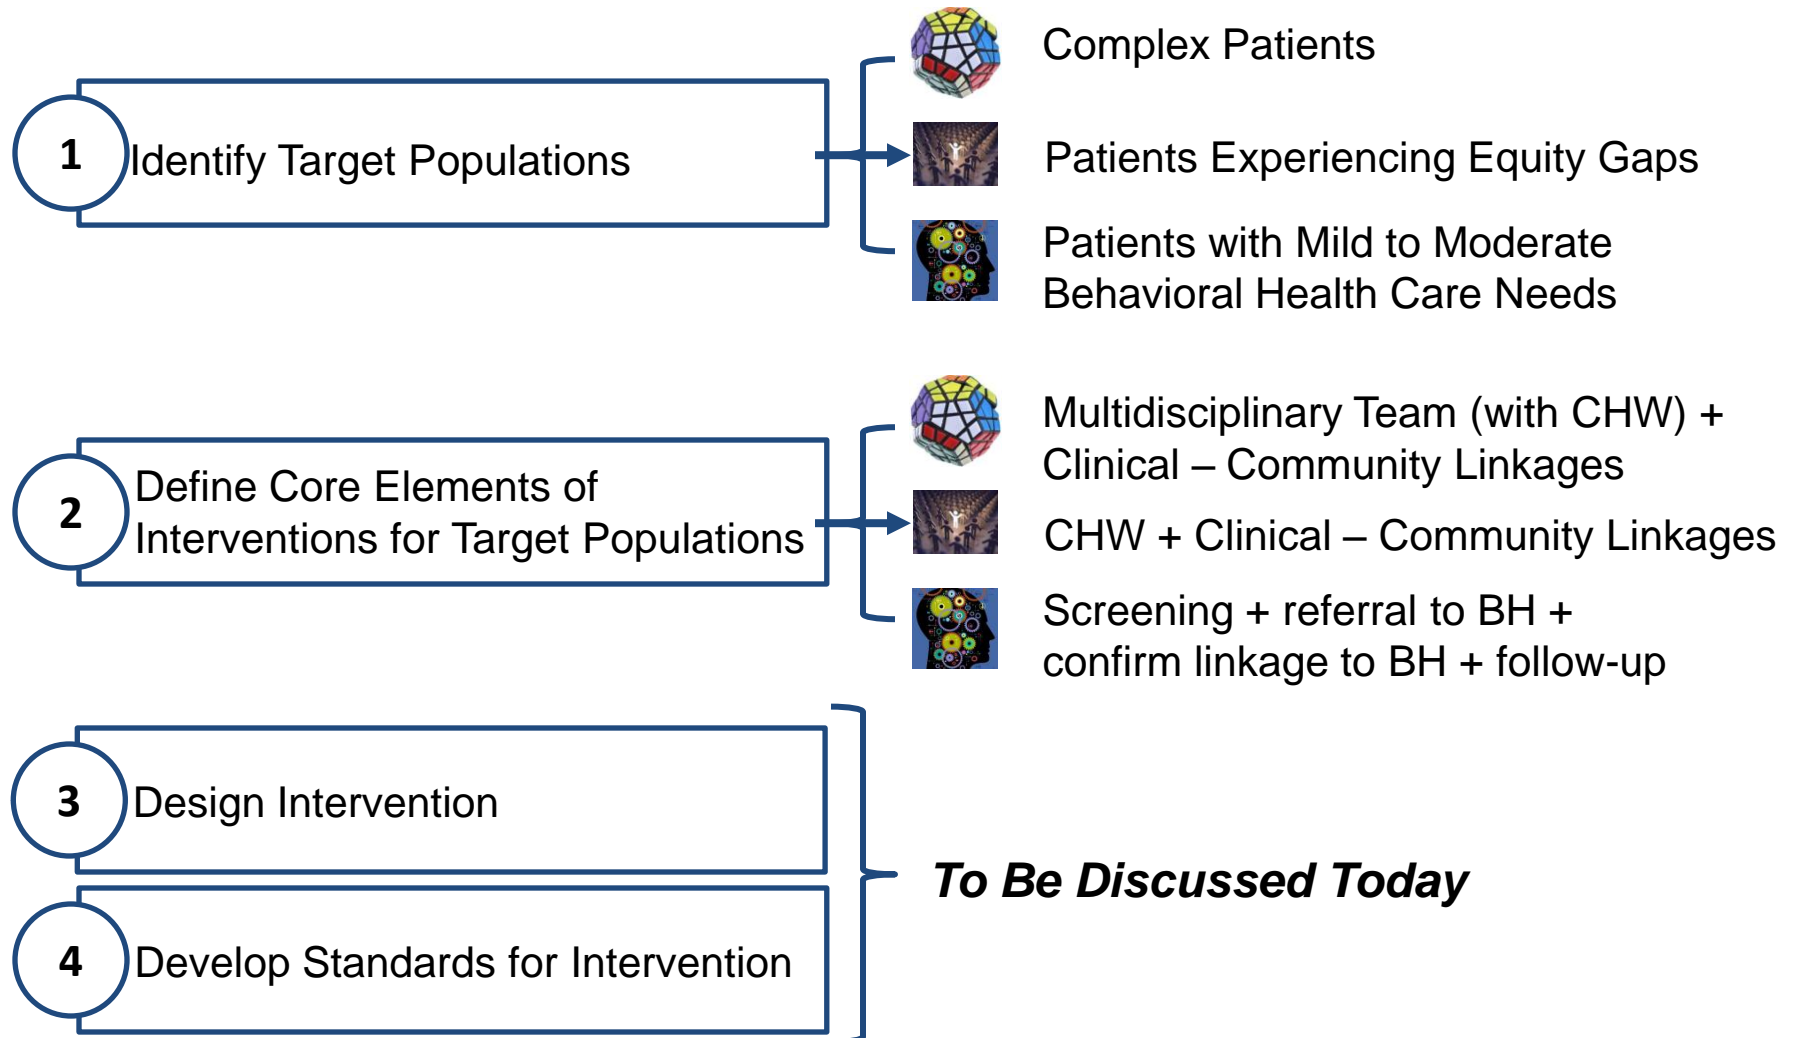 1
Identify Target Populations
Complex Patients
Patients Experiencing Equity Gaps
Patients with Mild to Moderate
Behavioral Health Care Needs
2
Define Core Elements of
Interventions for Target Populations
Multidisciplinary Team (with CHW) +
Clinical – Community Linkages
CHW + Clinical – Community Linkages
Screening + referral to BH +
confirm linkage to BH + follow-up
3
Design Intervention
4
Develop Standards for Intervention
To Be Discussed Today